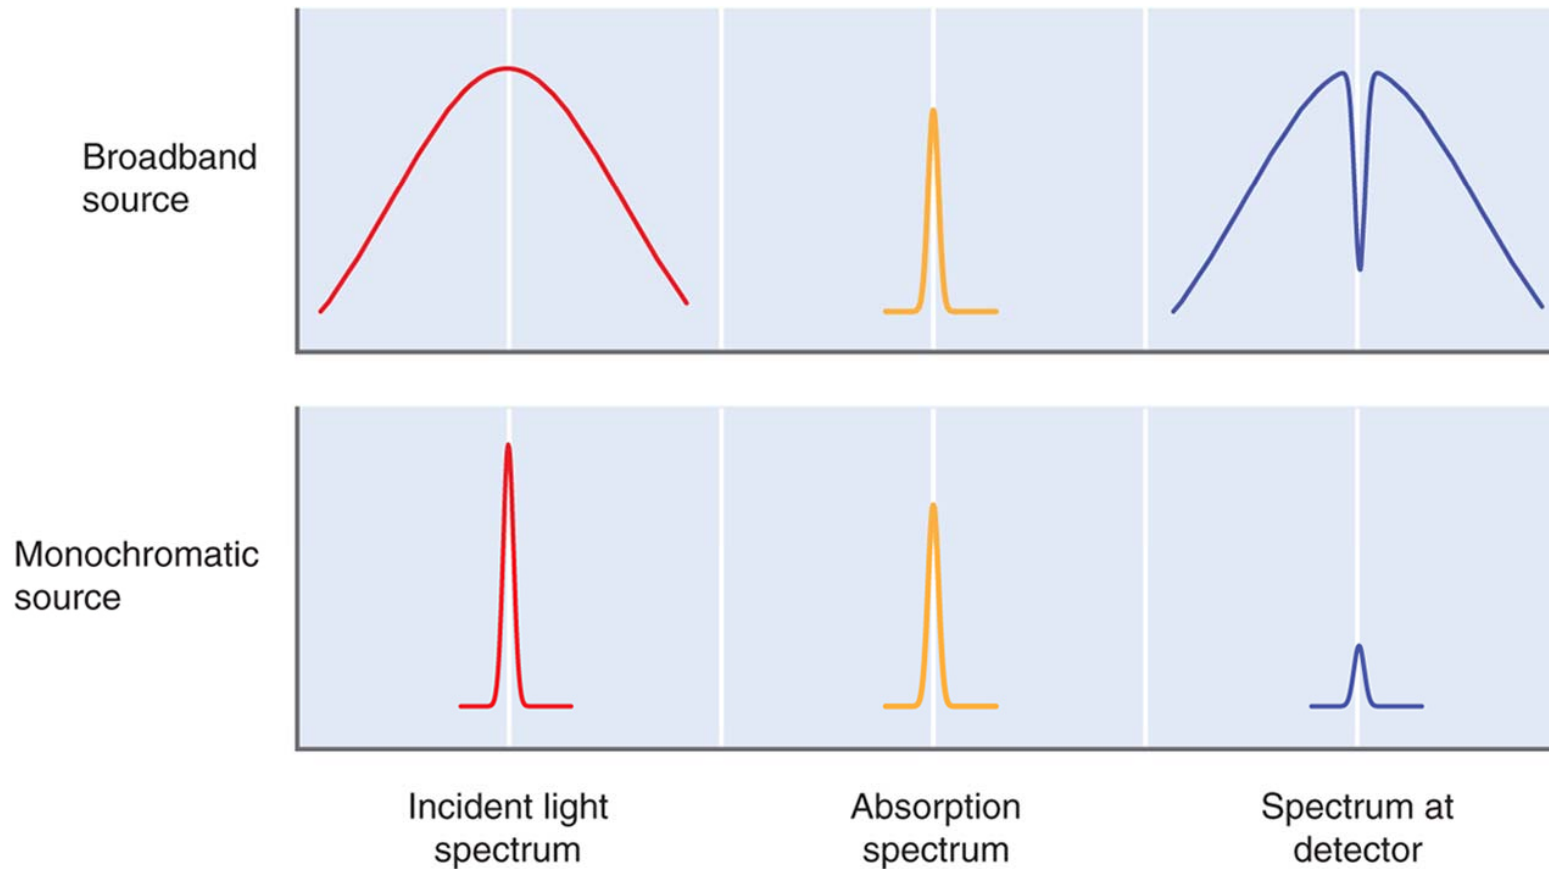 Broadband
source
Monochromatic
source
Incident light
spectrum
Absorption
spectrum
Spectrum at
detector